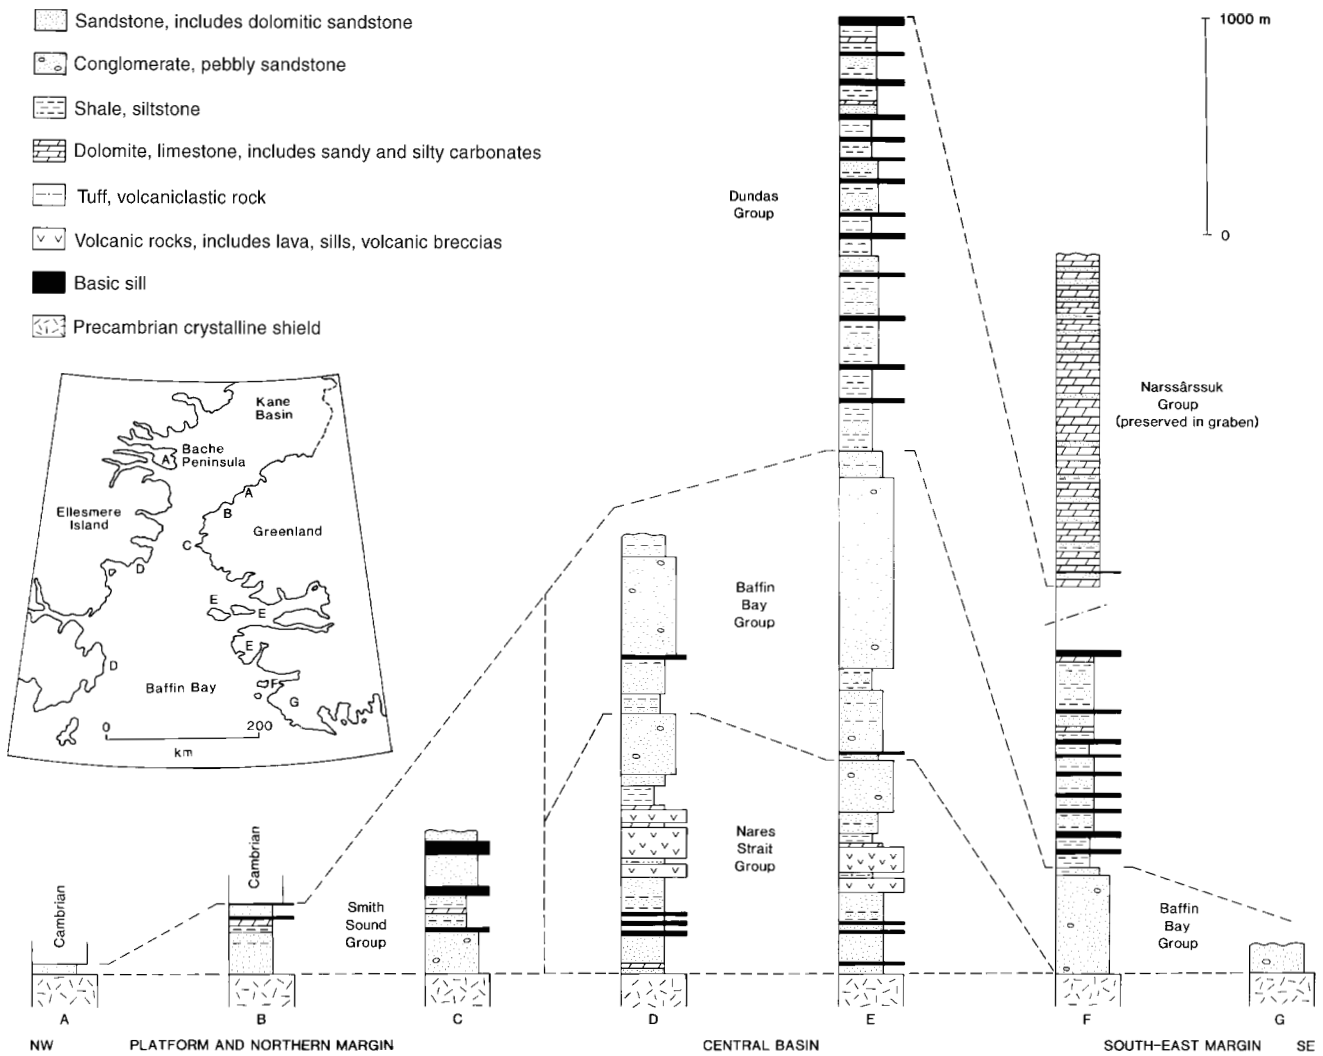 Sandstone, includes dolomitic sandstone
Conglomerate, pebbly sandstone
Shale, siltstone
Dolomite, limestone, includes sandy and silty carbonates
Tuff, volcaniclastic rock
Volcanic rocks, includes lava, sills, volcanic breccias
Basic sill
Precambrian crystalline shield
1000 m
0
Kane
Basin
Bache
Peninsula
A
A
B
Ellesmere
Island
Greenland
C
D
E
E
E
D
F
G
Baffin Bay
0
200
km
Dundas
Group
Narssârssuk
Group
(preserved in graben)
Baffin
Bay
Group
Nares
Strait
Group
Smith
Sound
Group
Baffin
Bay
Group
Cambrian
Cambrian
A
B
C
D
E
F
G
NW
PLATFORM AND NORTHERN MARGIN
CENTRAL BASIN
SOUTH-EAST MARGIN
SE